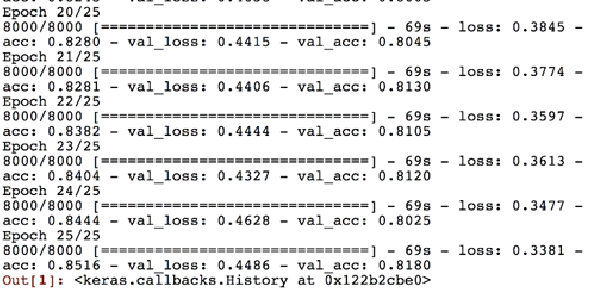 Epoch 20/25
8000/8000 [==============================] - 69s - loss: 0.3845 -
acc: 0.8280 - val_loss: 0.4415 - val_acc: 0.8045
Epoch 21/25
8000/8000 [==============================] - 69s - loss: 0.3774 -
acc: 0.8281 - val_loss: 0.4406 - val_acc: 0.8130
Epoch 22/25
8000/8000 [==============================] - 69s - loss: 0.3597 -
acc: 0.8382 - val_loss: 0.4444 - val_acc: 0.8105
Epoch 23/25
8000/8000 [==============================] - 69s - loss: 0.3613 -
acc: 0.8404 - val_loss: 0.4327 - val_acc: 0.8120
Epoch 24/25
8000/8000 [==============================] - 69s - loss: 0.3477 -
acc: 0.8444 - val_loss: 0.4628 - val_acc: 0.8025
Epoch 25/25
8000/8000 [==============================] - 69s - loss: 0.3381 -
acc: 0.8516 - val_loss: 0.4486 - val_acc: 0.8180
Out[1]: <keras.callbacks.History at 0x122b2cbe0>